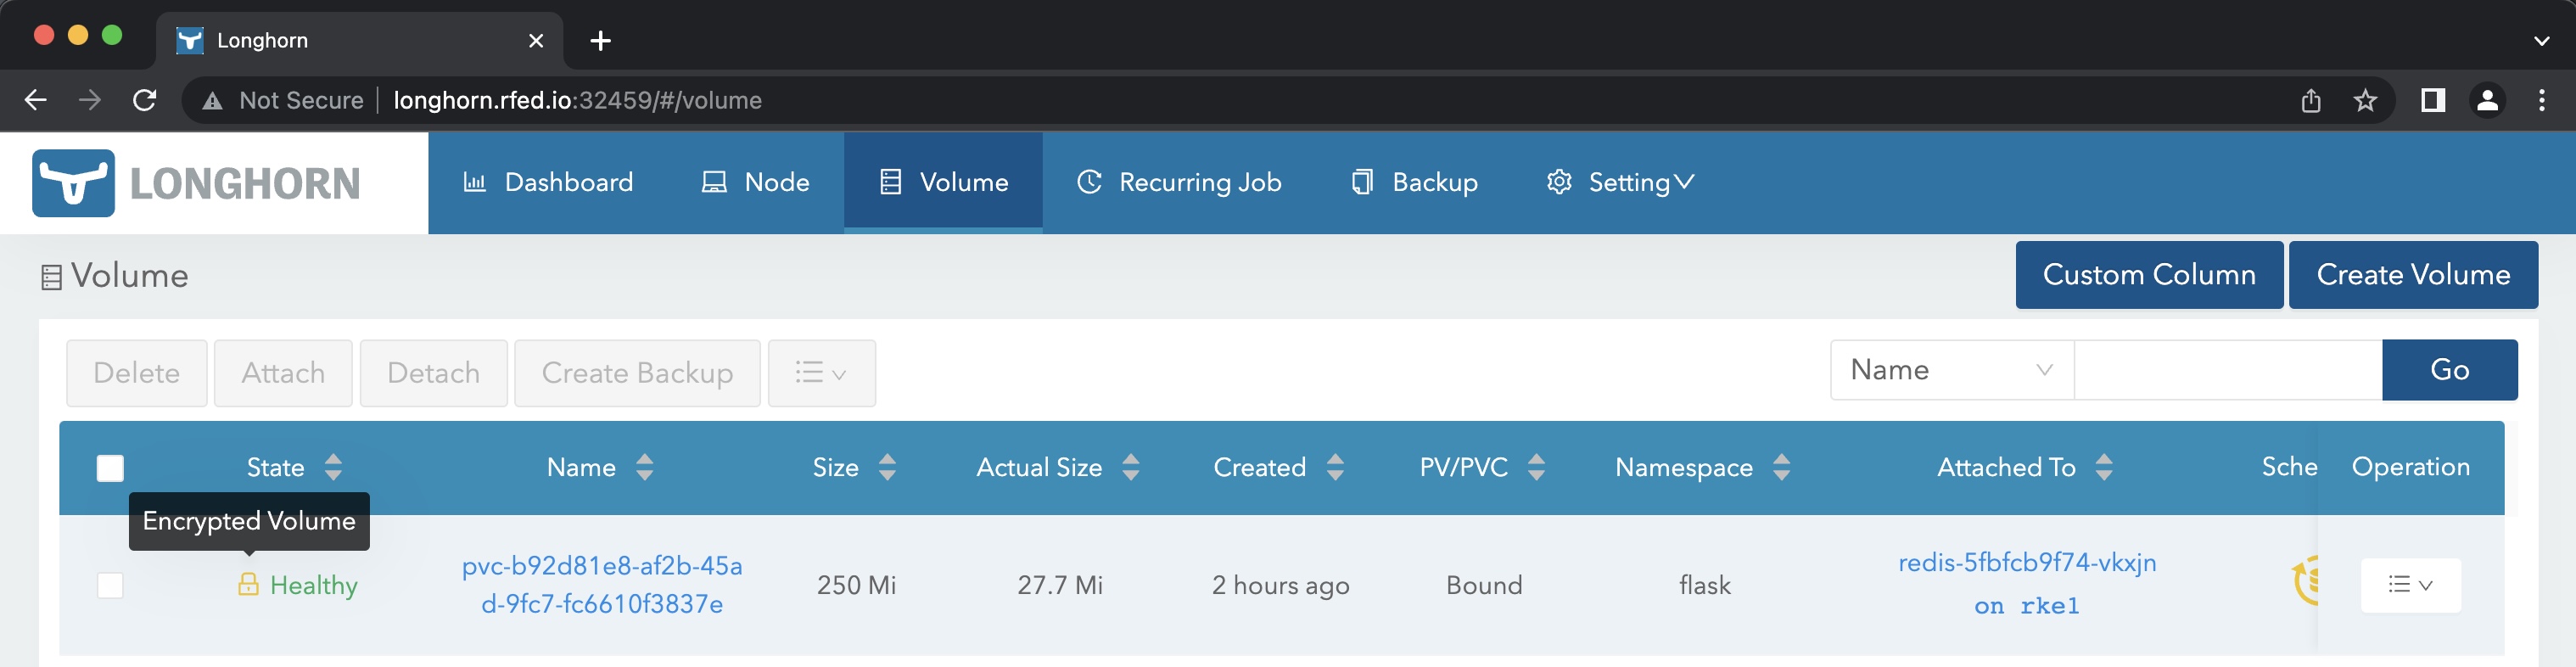 Longhorn
Not Secure longhorn.rfed.io:32459/#/volume
LONGHORN Dashboard Node Volume Recurring Job Backup Setting
Volume Custom Column Create Volume
Delete Attach Detach Create Backup Name Go
State Name Size Actual Size Created PV/PVC Namespace Attached To Sche Operation
Encrypted Volume
Healthy pvc-b92d81e8-af2b-45a 250 Mi 27.7 Mi 2 hours ago Bound flask redis-5fbfcb9f74-vkxjn
d-9fc7-fc6610f3837e on rke1